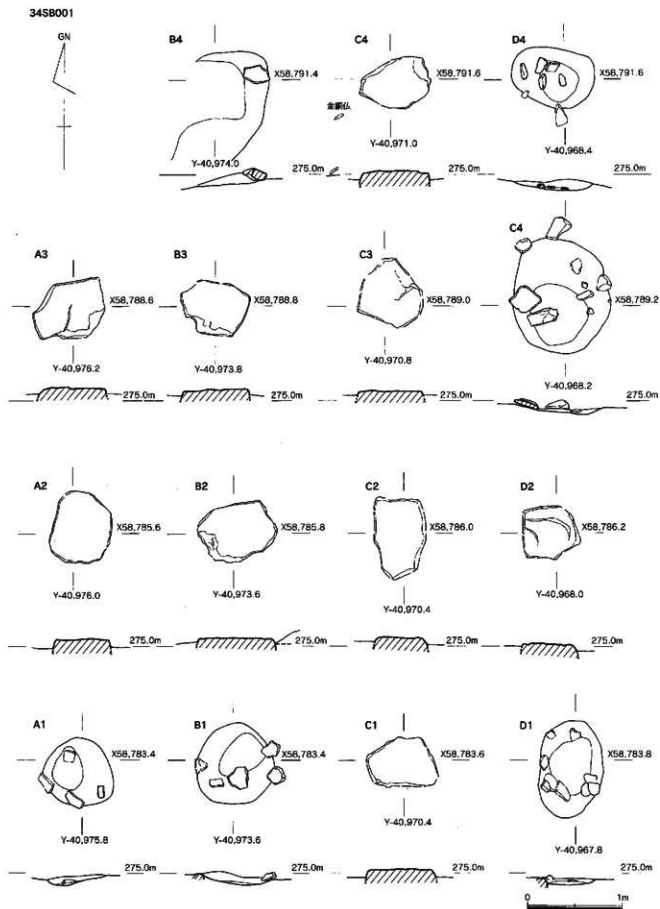 34SB001
GN
B4
X58,791.4
Y-40,974.0
275.0m
C4
X58,791.6
金銅仏
Y-40,971.0
275.0m
D4
X58,791.6
Y-40,968.4
275.0m
A3
X58,788.6
Y-40,976.2
275.0m
B3
X58,788.8
Y-40,973.8
275.0m
C3
X58,789.0
Y-40,970.8
275.0m
C4
X58,789.2
Y-40,968.2
275.0m
A2
X58,785.6
Y-40,976.0
275.0m
B2
X58,785.8
Y-40,973.6
275.0m
C2
X58,786.0
Y-40,970.4
275.0m
D2
X58,786.2
Y-40,968.0
275.0m
A1
X58,783.4
Y-40,975.8
275.0m
B1
X58,783.4
Y-40,973.6
275.0m
C1
X58,783.6
Y-40,970.4
275.0m
D1
X58,783.8
Y-40,967.8
275.0m
0
1m